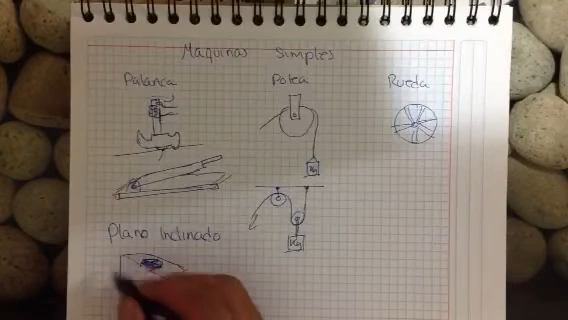 Maquinas Simples
Palanca
Polea
Rueda
Kg
Kg
Plano Inclinado